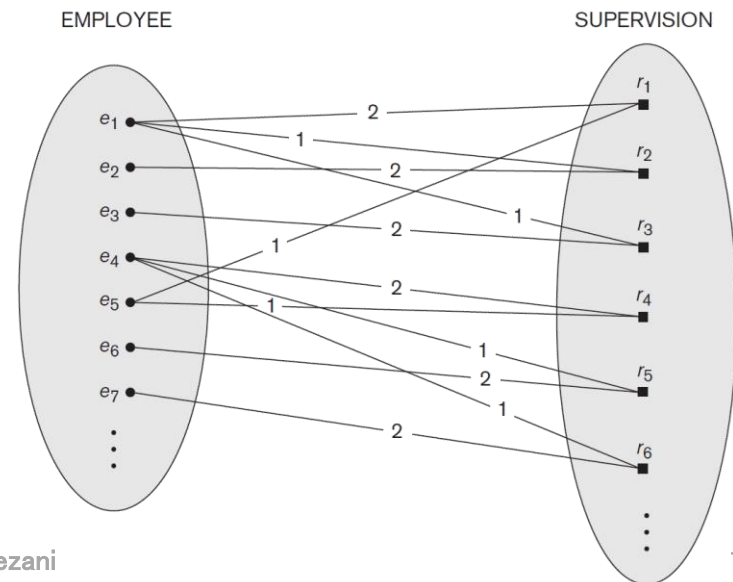 EMPLOYEE
SUPERVISION
e1
e2
e3
e4
e5
e6
e7
r1
r2
r3
r4
r5
r6
2
1
2
1
2
1
2
1
1
2
1
2
ezani